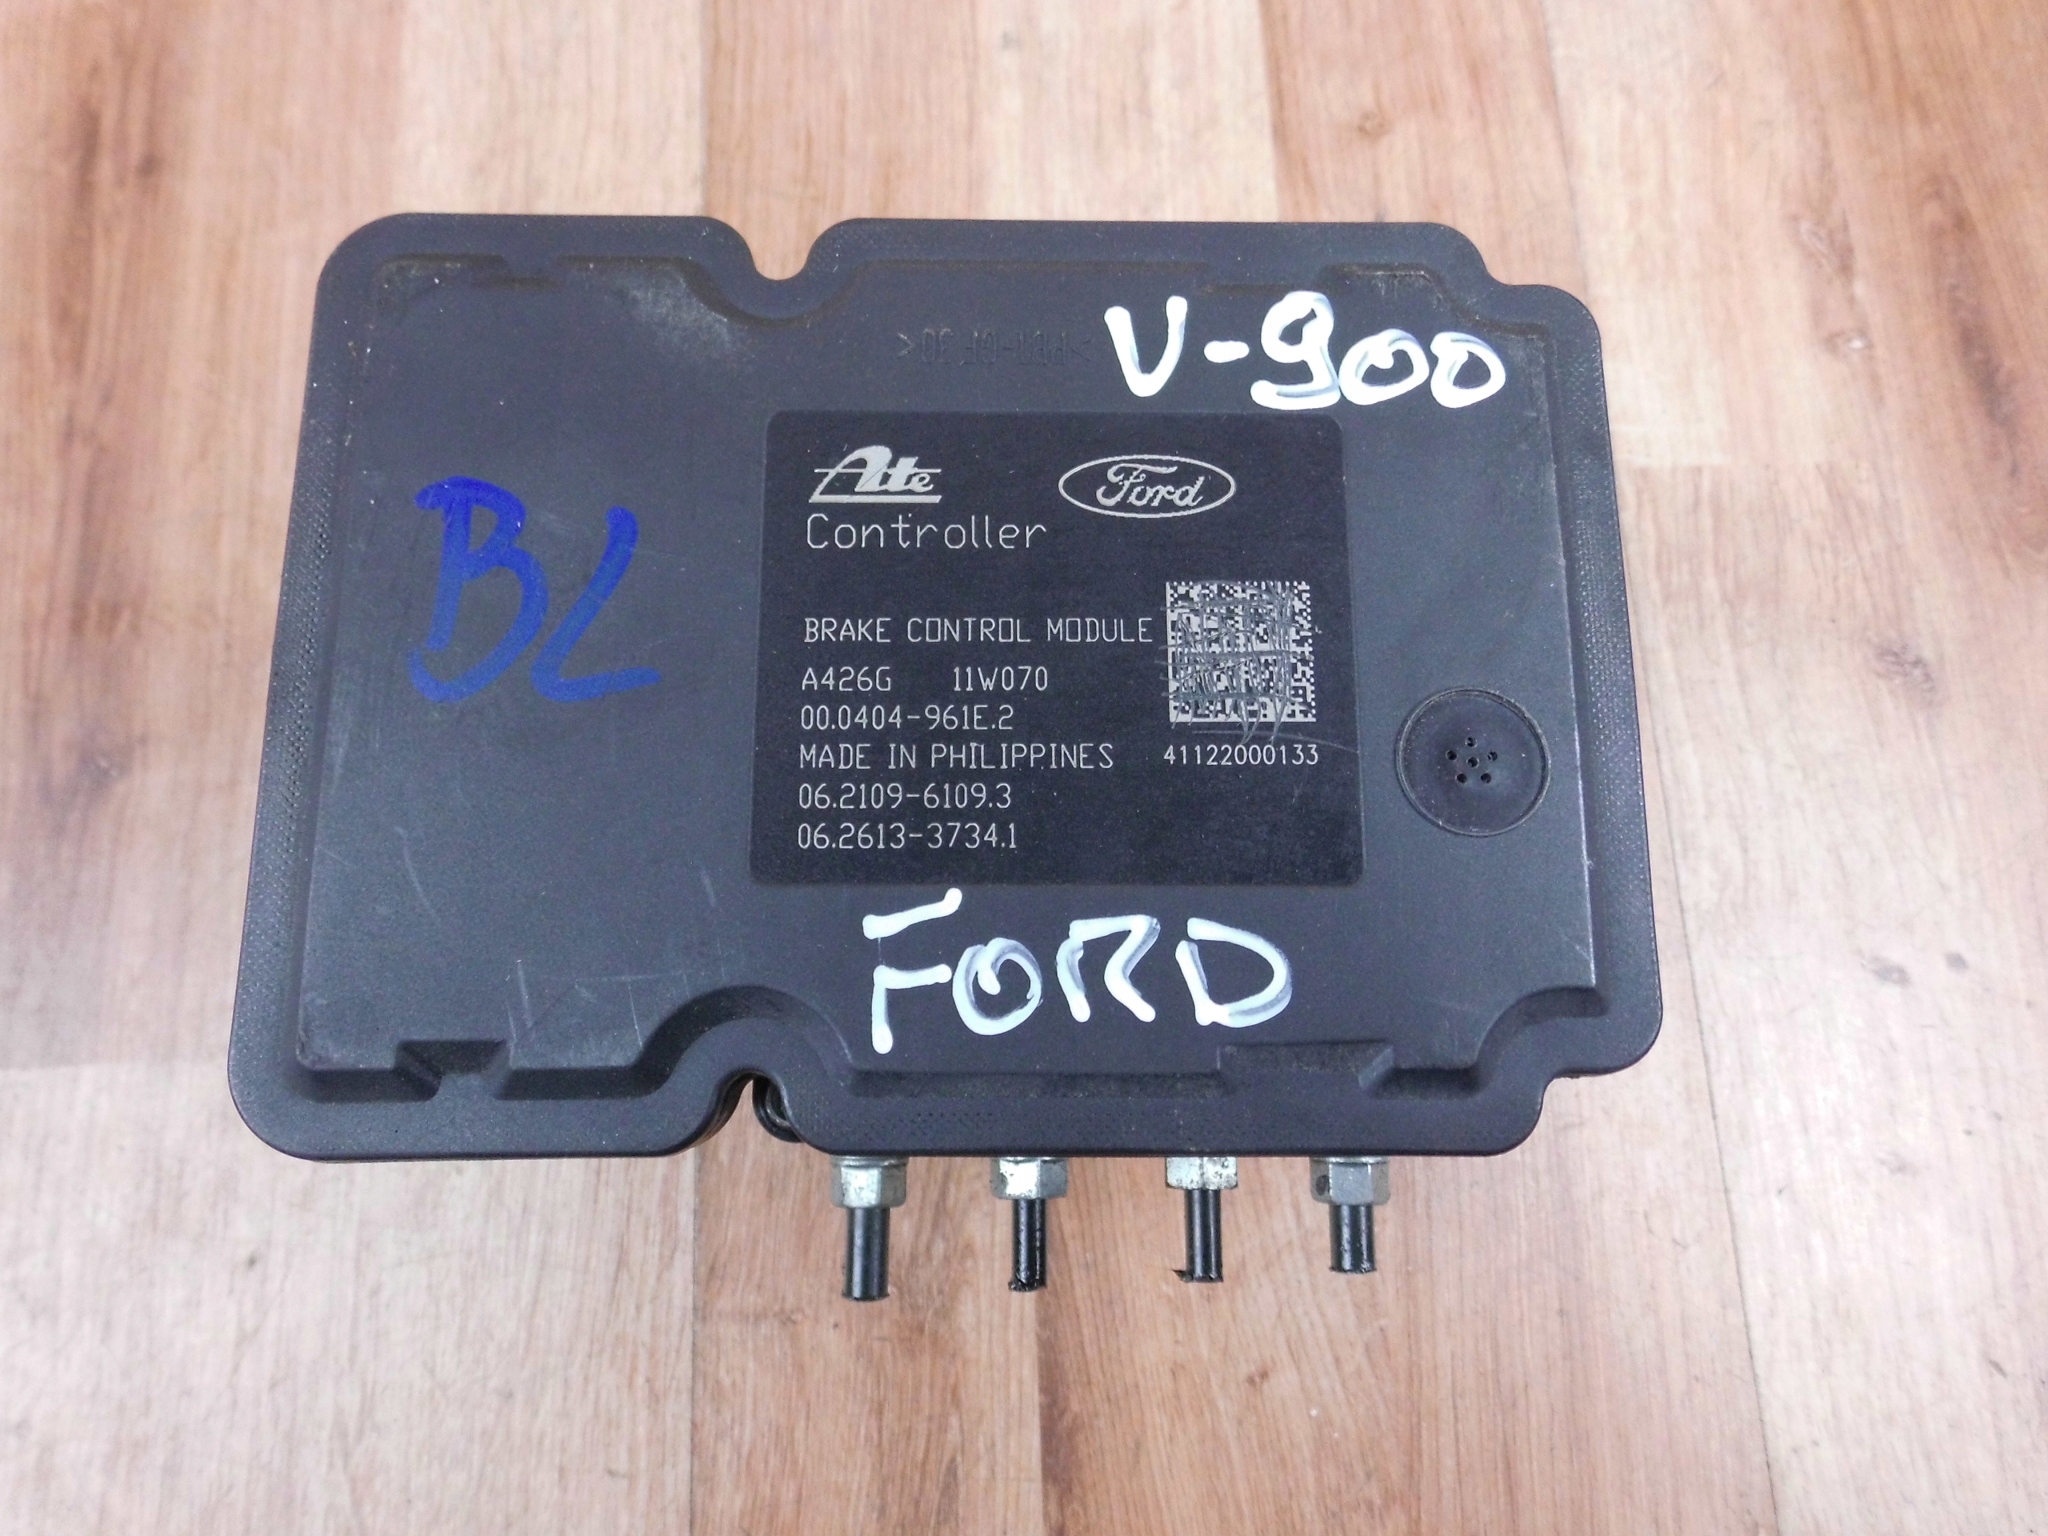 V-900
Ate
Ford
Controller
BRAKE CONTROL MODULE
A426G 11W070
00.0404-961E.2
MADE IN PHILIPPINES
41122000133
06.2109-6109.3
06.2613-3734.1
BL
FORD